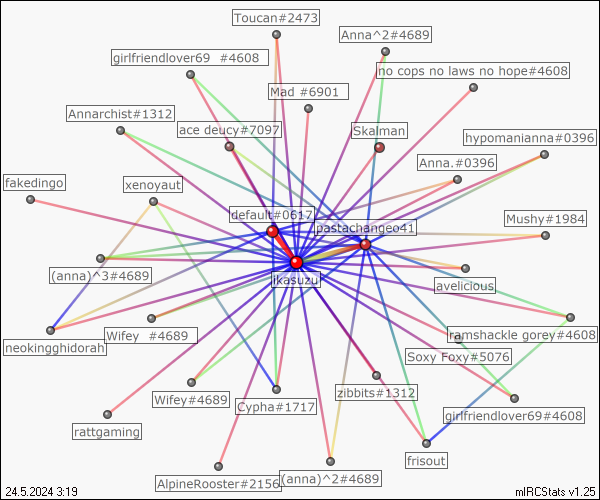 Toucan#2473
Anna^2#4689
girlfriendlover69 #4608
no cops no laws no hope#4608
Mad #6901
Annarchist#1312
ace deucy#7097
Skalman
hypomanianna#0396
Anna.#0396
fakedingo
xenoyaut
default#0617
pastachangeo41
Mushy#1984
(anna)^3#4689
ikasuzu
avelicious
neokingghidorah
Wifey #4689
ramshackle gorey#4608
Soxy Foxy#5076
Wifey#4689
Cypha#1717
zibbits#1312
girlfriendlover69#4608
rattgaming
frisout
AlpineRooster#2156
(anna)^2#4689
24.5.2024 3:19
mIRCStats v1.25